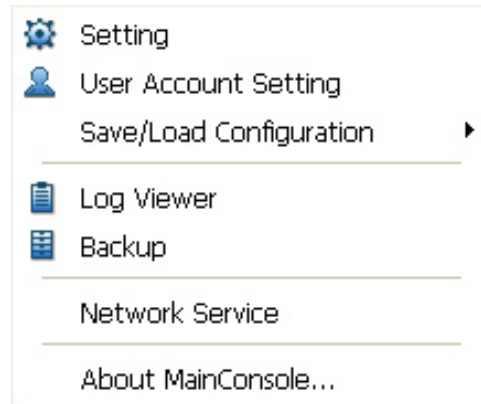 Setting
User Account Setting
Save/Load Configuration
Log Viewer
Backup
Network Service
About MainConsole...